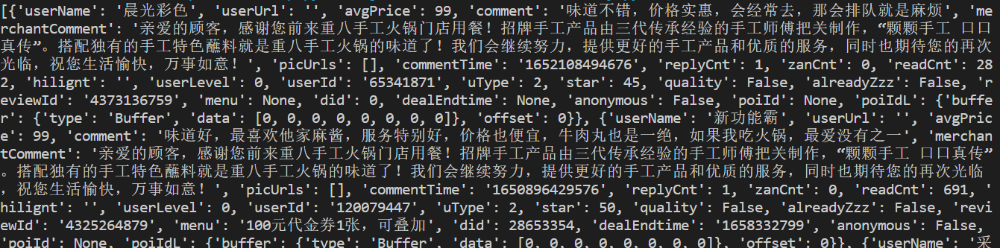 [{'userName': '晨光彩色', 'userUrl': '', 'avgPrice': 99, 'comment': '味道不错，价格实惠，会经常去，那会排队就是麻烦', 'me
rchantComment': '亲爱的顾客，感谢您前来重八手工火锅门店用餐！招牌手工产品由三代传承经验的手工师傅把关制作，“颗颗手工 口口
真传”。搭配独有的手工特色蘸料就是重八手工火锅的味道了！我们会继续努力，提供更好的手工产品和优质的服务，同时也期待您的再次
光临，祝您生活愉快，万事如意！', 'picUrls': [], 'commentTime': '1652108494676', 'replyCnt': 1, 'zanCnt': 0, 'readCnt': 28
2, 'hilignt': '', 'userLevel': 0, 'userId': '65341871', 'uType': 2, 'star': 45, 'quality': False, 'alreadyZzz': False, 'r
eviewId': '4373136759', 'menu': None, 'did': 0, 'dealEndtime': None, 'anonymous': False, 'poiId': None, 'poiIdL': {'buffe
r': {'type': 'Buffer', 'data': [0, 0, 0, 0, 0, 0, 0, 0]}, 'offset': 0}}, {'userName': '新功能霸', 'userUrl': '', 'avgPric
e': 99, 'comment': '味道好，最喜欢他家麻酱，服务特别好，价格也便宜，牛肉丸也是一绝，如果我吃火锅，最爱没有之一', 'merchan
tComment': '亲爱的顾客，感谢您前来重八手工火锅门店用餐！招牌手工产品由三代传承经验的手工师傅把关制作，“颗颗手工 口口真传”
。搭配独有的手工特色蘸料就是重八手工火锅的味道了！我们会继续努力，提供更好的手工产品和优质的服务，同时也期待您的再次光临
，祝您生活愉快，万事如意！', 'picUrls': [], 'commentTime': '1650896429576', 'replyCnt': 1, 'zanCnt': 0, 'readCnt': 691, '
hilignt': '', 'userLevel': 0, 'userId': '120079447', 'uType': 2, 'star': 50, 'quality': False, 'alreadyZzz': False, 'revi
ewId': '4325264879', 'menu': '100元代金券1张，可叠加', 'did': 28653354, 'dealEndtime': '1658332799', 'anonymous': False,
'poiId': None, 'poiIdL': {'buffer': {'type': 'Buffer', 'data': [0, 0, 0, 0, 0, 0, 0, 0]}, 'offset': 0}}, {'userName': '采